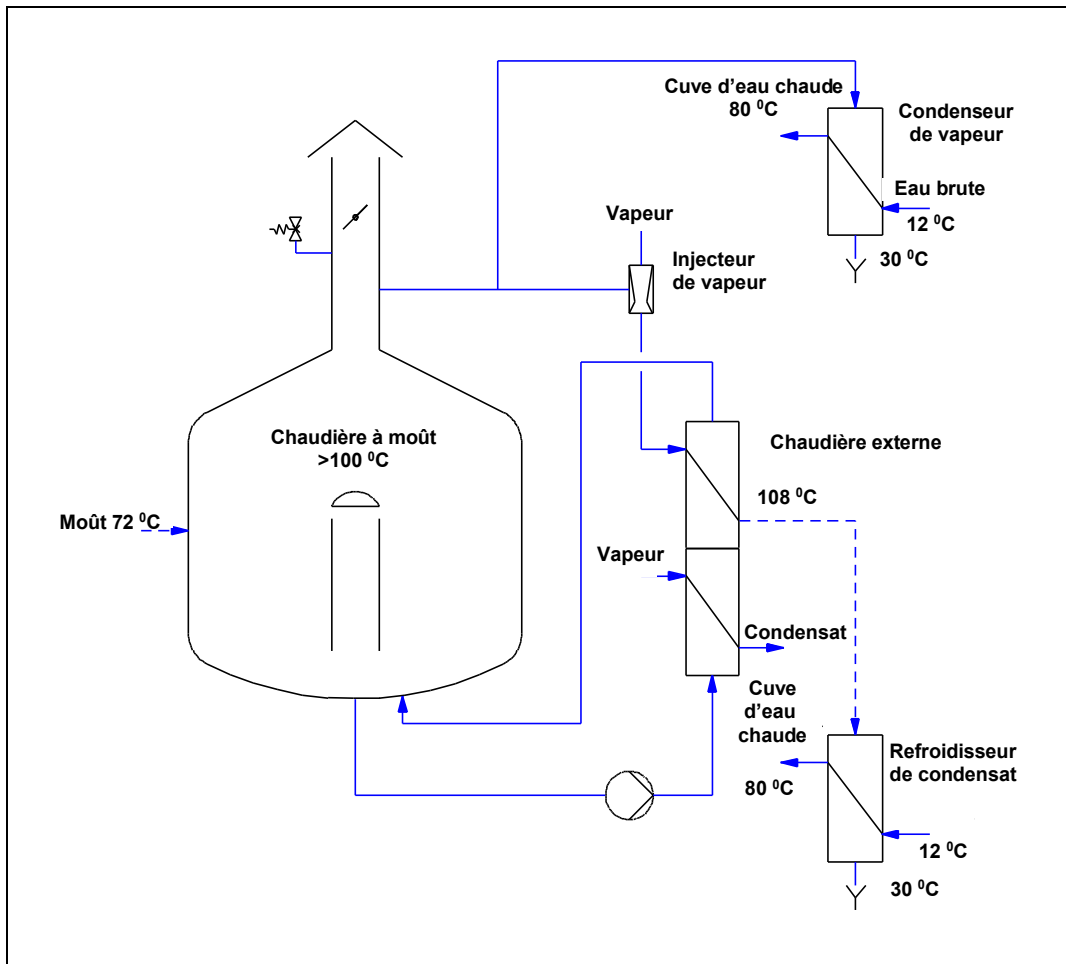 Cuve d’eau chaude
80 ⁰C
Condenseur
de vapeur
Eau brute
12 ⁰C
30 ⁰C
Vapeur
Injecteur
de vapeur
Chaudière à moût
>100 ⁰C
Moût 72 ⁰C
Chaudière externe
108 ⁰C
Vapeur
Condensat
Cuve
d’eau
chaude
80 ⁰C
Refroidisseur
de condensat
12 ⁰C
30 ⁰C